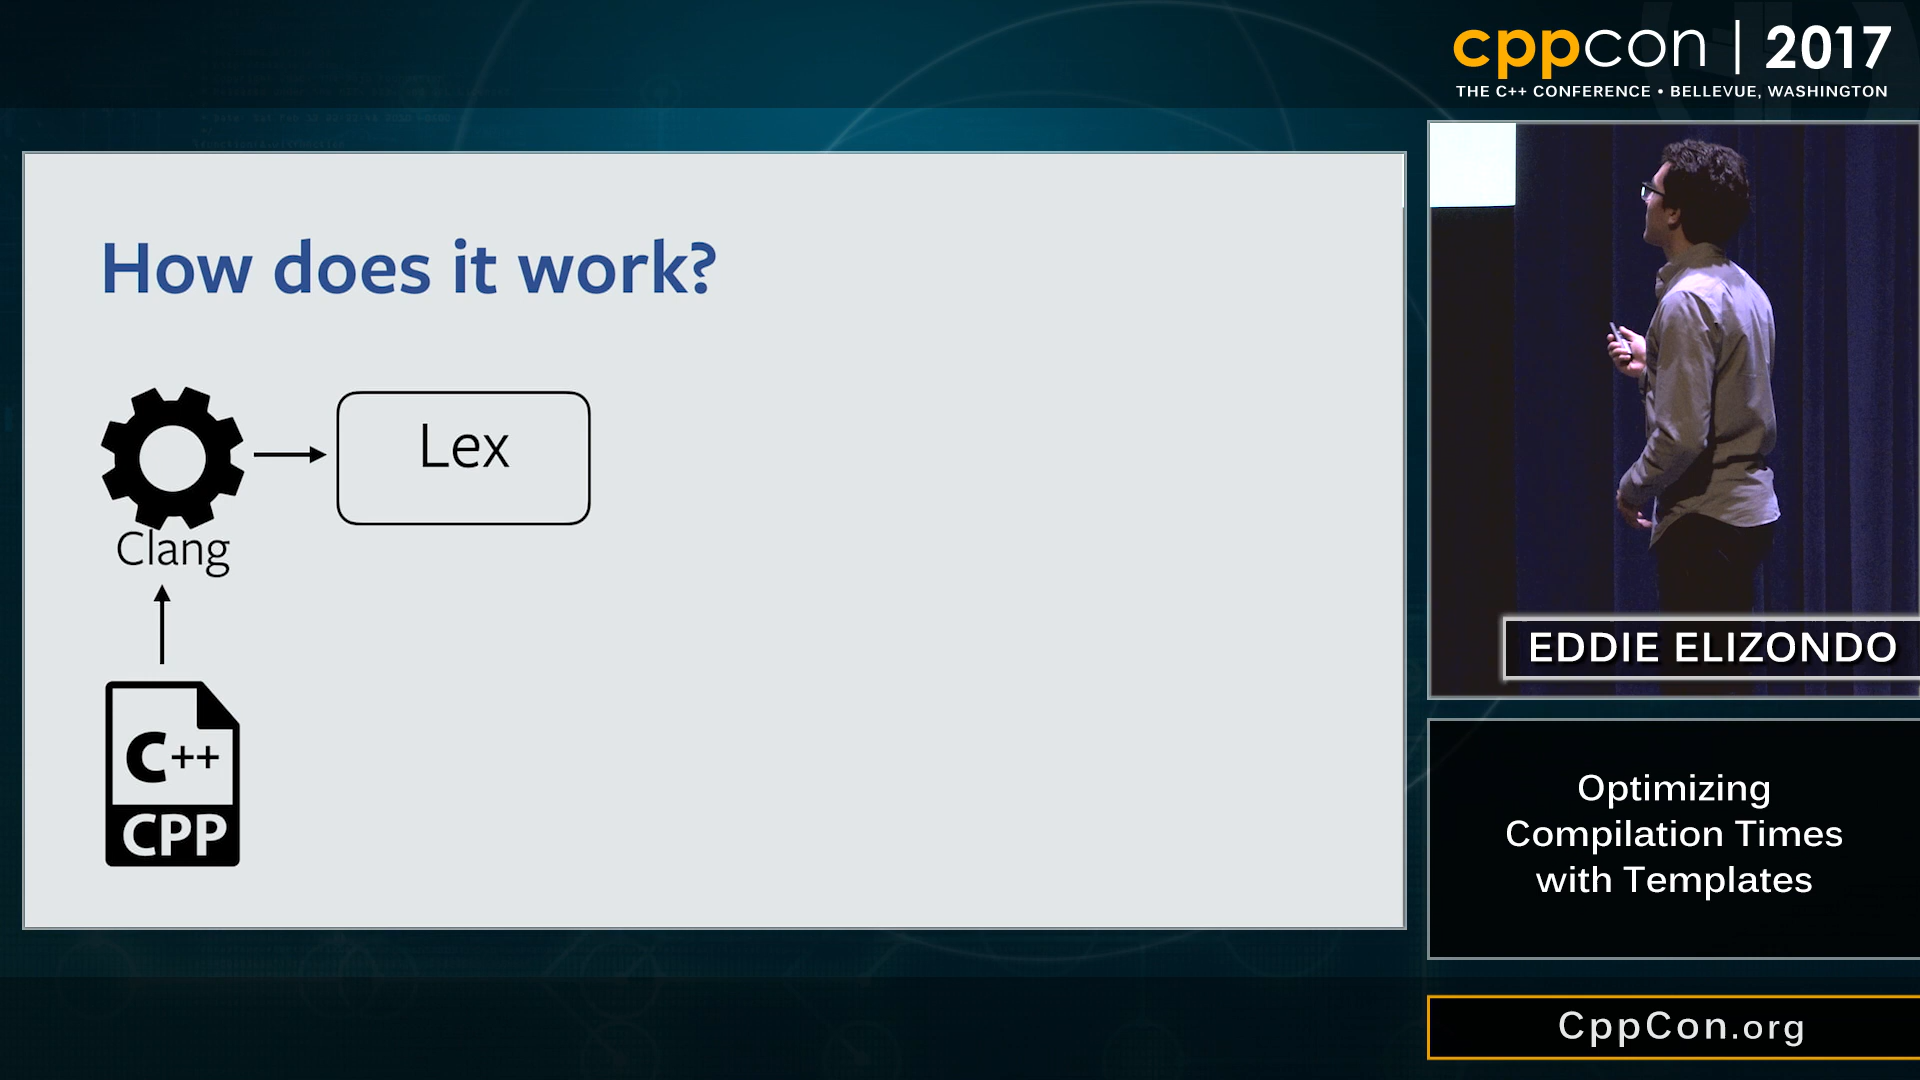 cppcon | 2017
THE C++ CONFERENCE • BELLEVUE, WASHINGTON
How does it work?
Lex
Clang
C++
CPP
EDDIE ELIZONDO
Optimizing
Compilation Times
with Templates
CppCon.org